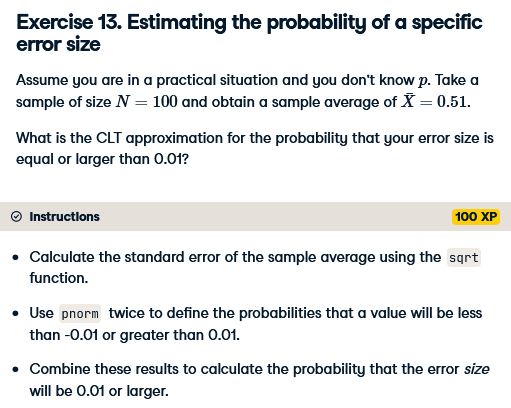 Exercise 13. Estimating the probability of a specific
error size
Assume you are in a practical situation and you don't know p. Take a
sample of size N = 100 and obtain a sample average of X̄ = 0.51.
What is the CLT approximation for the probability that your error size is
equal or larger than 0.01?
Instructions
100 XP
• Calculate the standard error of the sample average using the sqrt
function.
• Use pnorm twice to define the probabilities that a value will be less
than -0.01 or greater than 0.01.
• Combine these results to calculate the probability that the error size
will be 0.01 or larger.